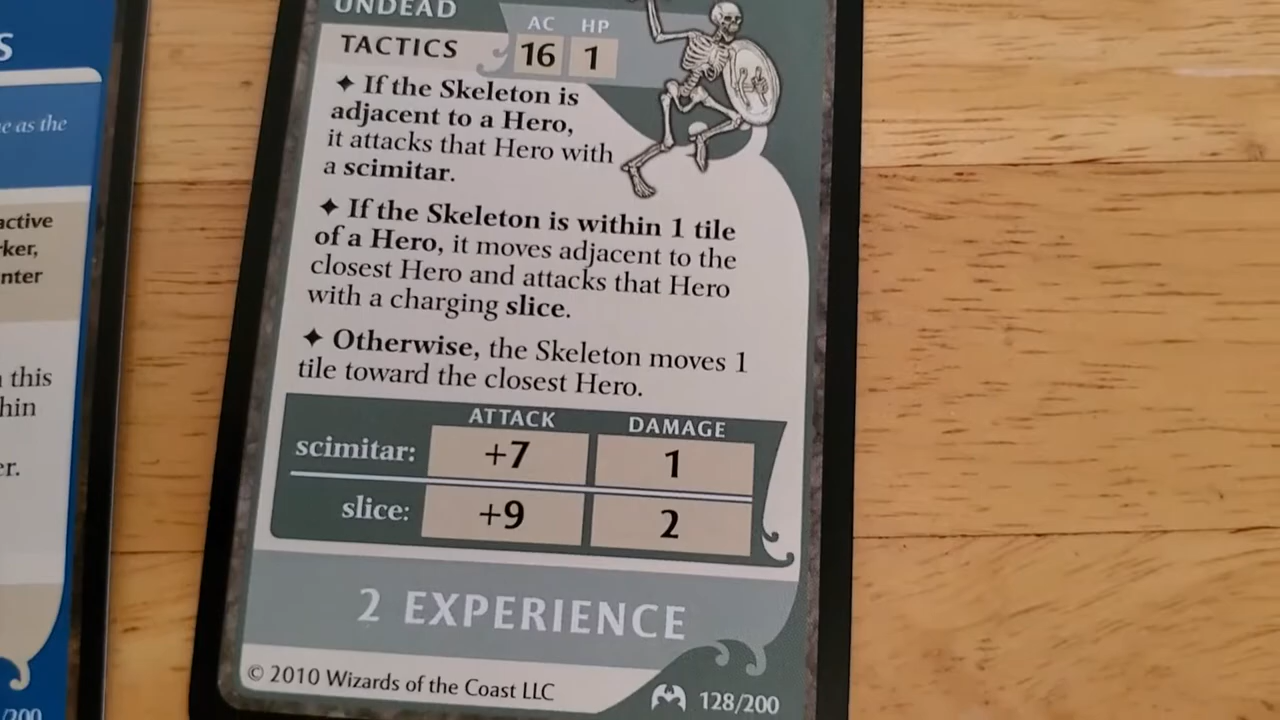 S
e as the
active
ker,
nter
this
hin
er.
/200
UNDEAD
AC HP
TACTICS 16 1
✦ If the Skeleton is
adjacent to a Hero,
it attacks that Hero with
a scimitar.
✦ If the Skeleton is within 1 tile
of a Hero, it moves adjacent to the
closest Hero and attacks that Hero
with a charging slice.
✦ Otherwise, the Skeleton moves 1
tile toward the closest Hero.
ATTACK DAMAGE
scimitar: +7 1
slice: +9 2
2 EXPERIENCE
© 2010 Wizards of the Coast LLC
128/200